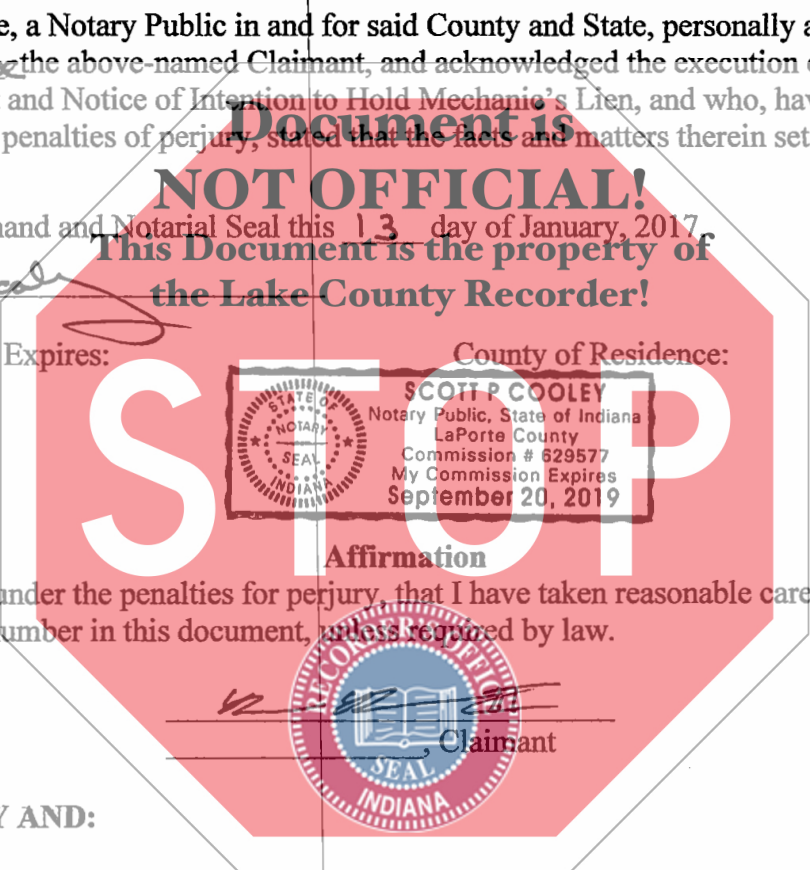 e, a Notary Public in and for said County and State, personally a
the above-named Claimant, and acknowledged the execution
and Notice of Intention to Hold Mechanic's Lien, and who, hav
Document is
penalties of perjury, stated that the facts and matters therein set
NOT OFFICIAL!
hand and Notarial Seal this 13 day of January, 2017.
This Document is the property of
the Lake County Recorder!
Expires:
County of Residence:
STOP
STATE OF
NOTARY
SEAL
INDIANA
SCOTT P COOLEY
Notary Public, State of Indiana
LaPorte County
Commission # 629577
My Commission Expires
September 20, 2019
Affirmation
under the penalties for perjury, that I have taken reasonable care
umber in this document, unless required by law.
RECORDER'S OFFICE
SEAL
INDIANA
, Claimant
Y AND: